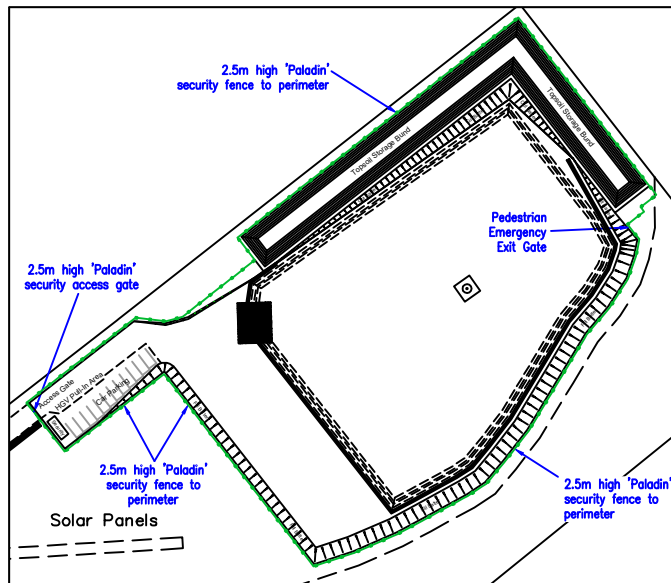 2.5m high 'Paladin'
security fence to perimeter
Topsoil Storage Bund
Topsoil Storage Bund
Pedestrian
Emergency
Exit Gate
2.5m high 'Paladin'
security access gate
Access Gate
HGV Pull-In Area
Car Parking
2.5m high 'Paladin'
security fence to
perimeter
2.5m high 'Paladin'
security fence to
perimeter
Solar Panels